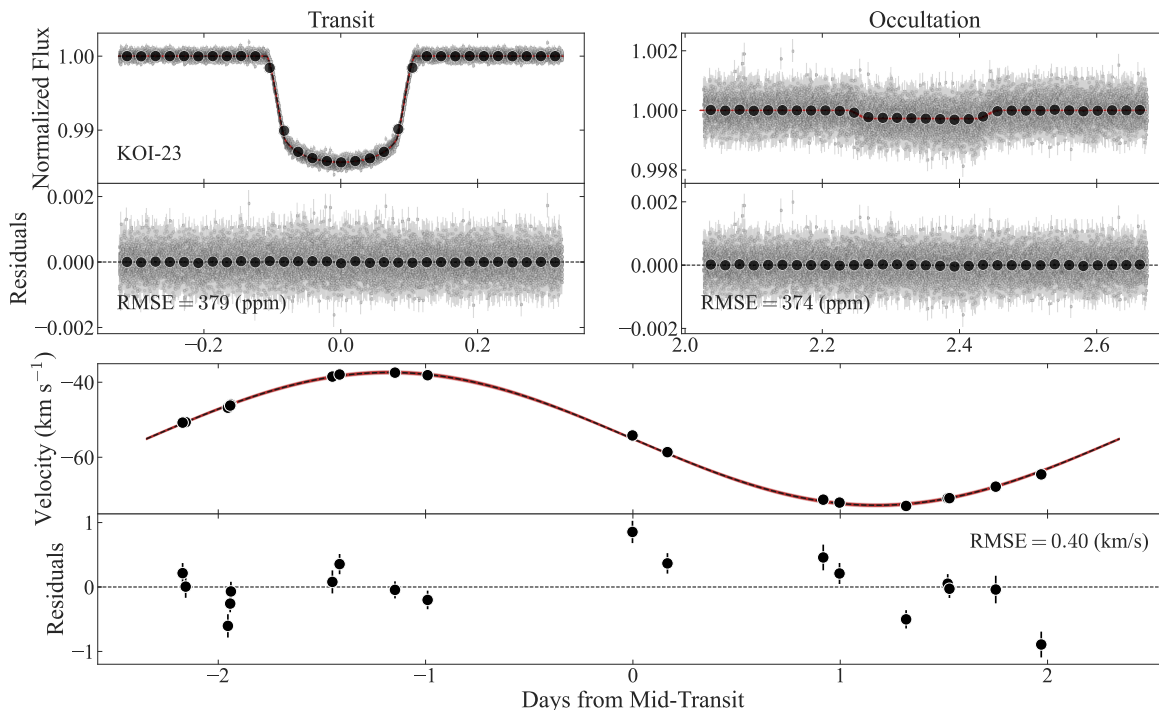 Transit
Occultation
Normalized Flux
1.00
0.99
KOI-23
1.002
1.000
0.998
Residuals
0.002
0.000
−0.002
RMSE = 379 (ppm)
0.002
0.000
−0.002
RMSE = 374 (ppm)
−0.2
0.0
0.2
2.0
2.2
2.4
2.6
Velocity (km s−1)
−40
−60
Residuals
1
0
−1
RMSE = 0.40 (km/s)
−2
−1
0
1
2
Days from Mid-Transit